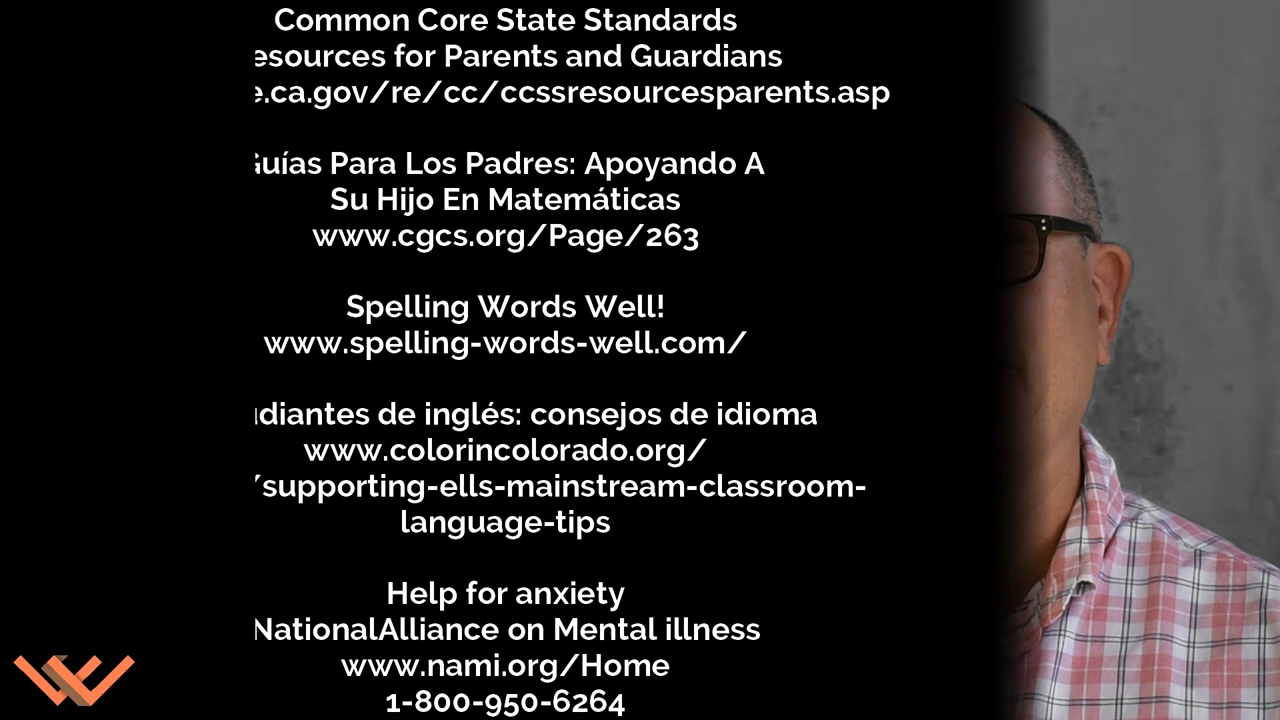 Common Core State Standards
esources for Parents and Guardians
e.ca.gov/re/cc/ccssresourcesparents.asp
uías Para Los Padres: Apoyando A
Su Hijo En Matemáticas
www.cgcs.org/Page/263
Spelling Words Well!
www.spelling-words-well.com/
udiantes de inglés: consejos de idioma
www.colorincolorado.org/
/supporting-ells-mainstream-classroom-
language-tips
Help for anxiety
NationalAlliance on Mental illness
www.nami.org/Home
1-800-950-6264